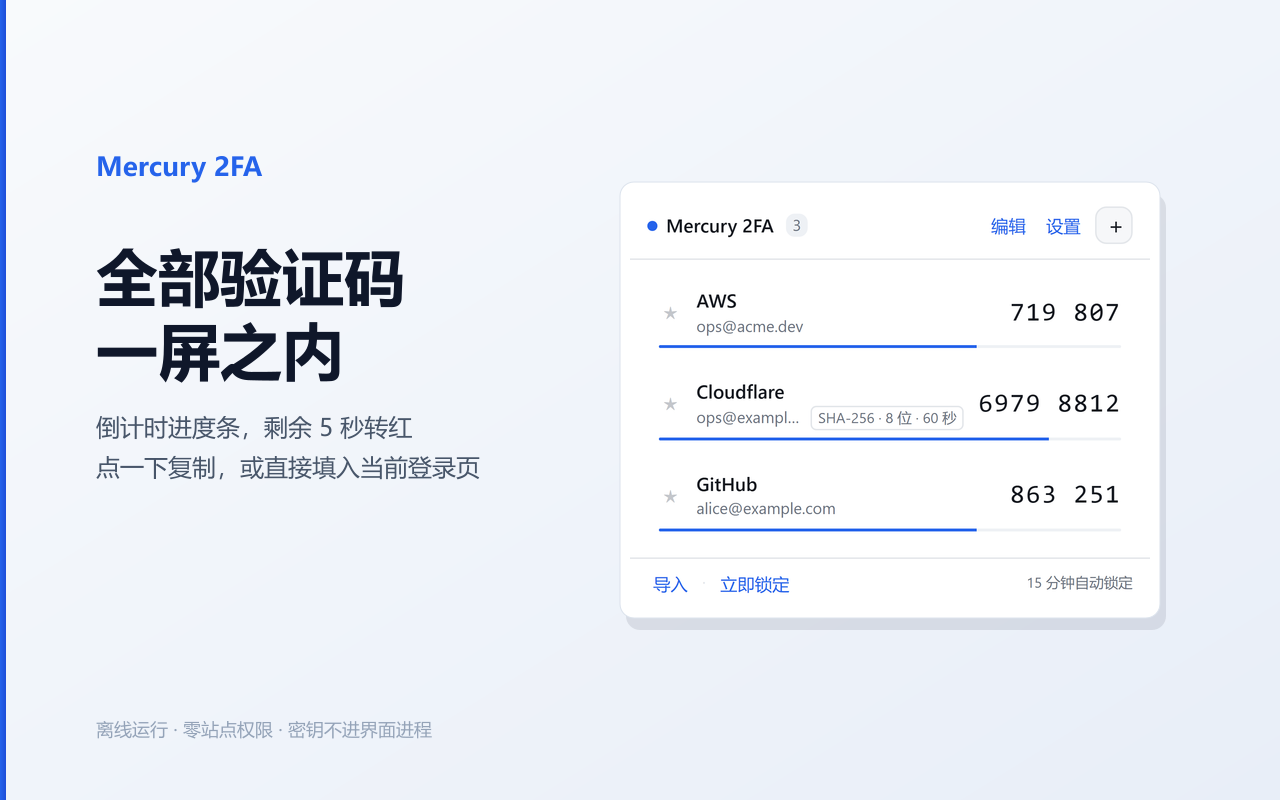 Mercury 2FA
全部验证码
一屏之内
倒计时进度条，剩余 5 秒转红
点一下复制，或直接填入当前登录页
离线运行 · 零站点权限 · 密钥不进界面进程
Mercury 2FA 3 编辑 设置 +
AWS
ops@acme.dev
719 807
Cloudflare
ops@exampl... SHA-256 · 8 位 · 60 秒
6979 8812
GitHub
alice@example.com
863 251
导入 · 立即锁定 15 分钟自动锁定